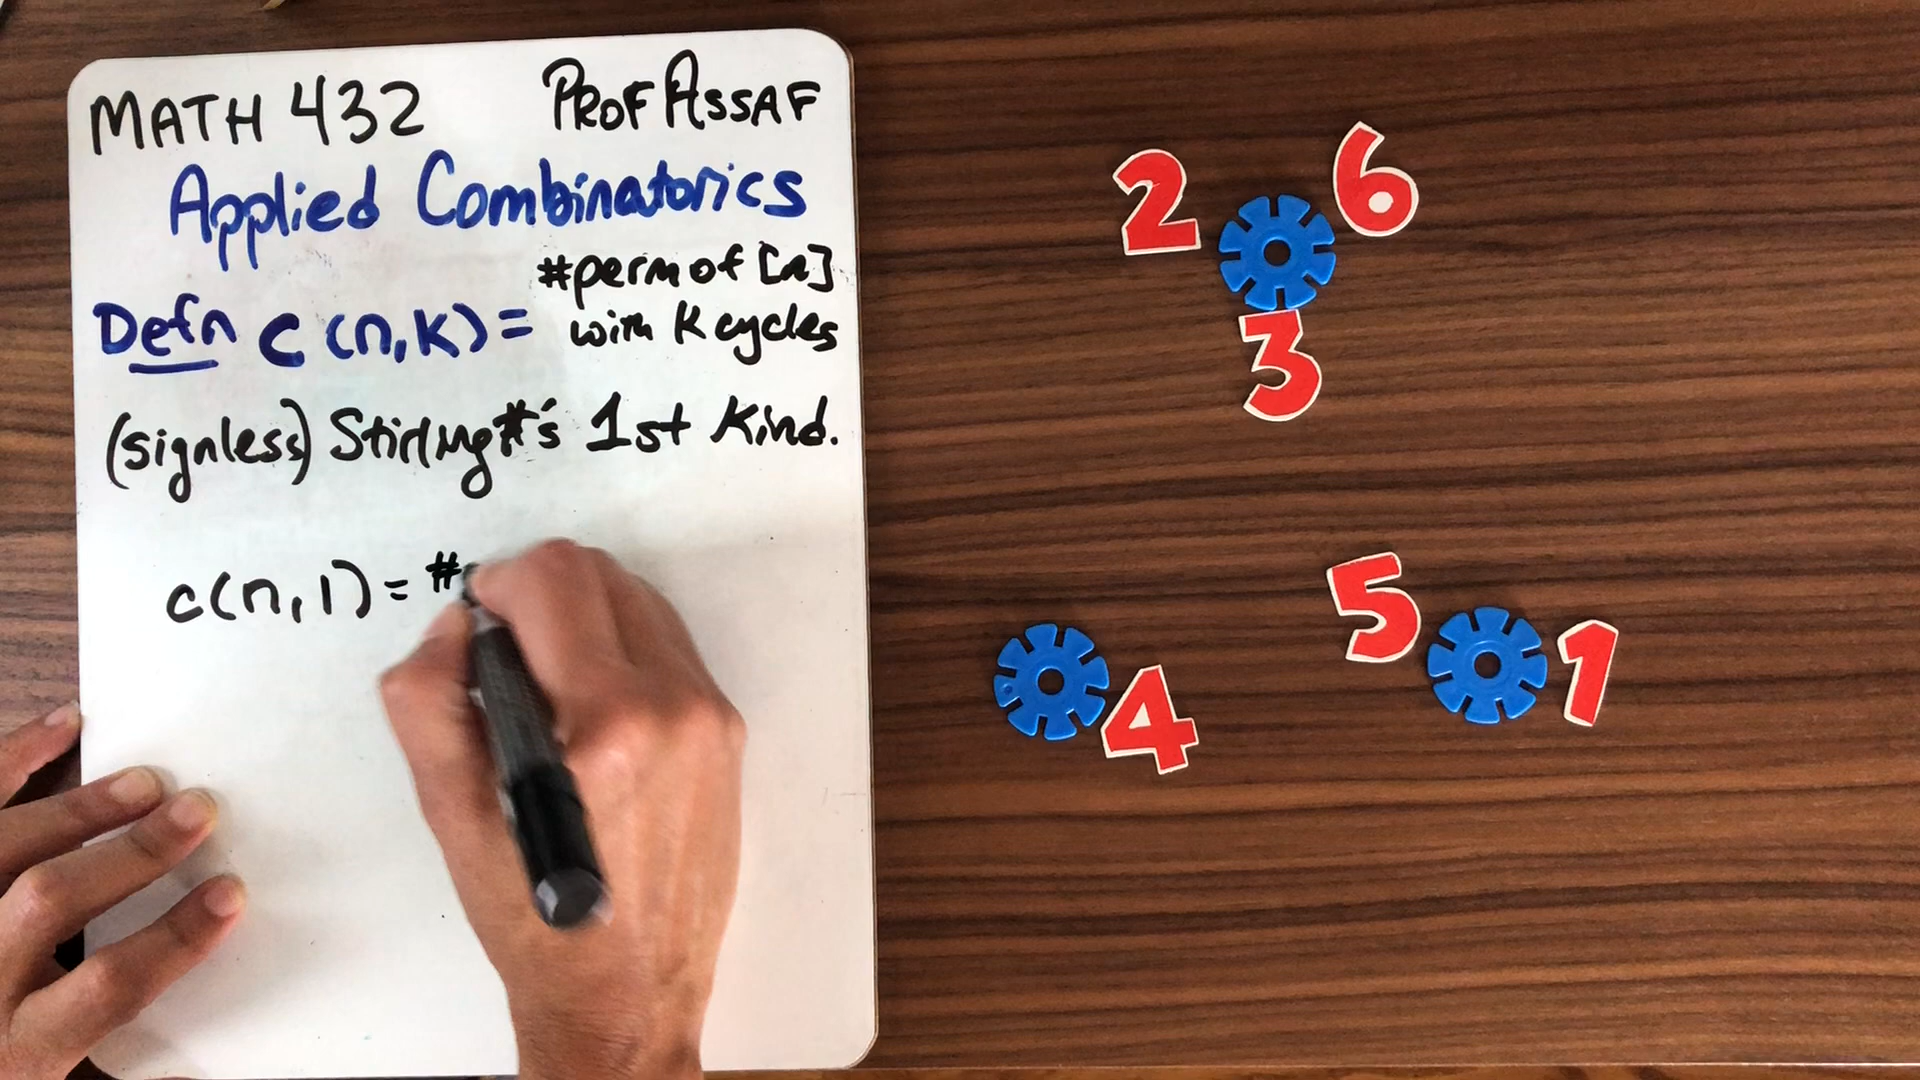 MATH 432 PROF ASSAF
Applied Combinatorics
#perm of [n]
Defn c(n,k) = with k cycles
(signless) Stirling #'s 1st Kind.
c(n,1) = #
2 6
3
5 1
4